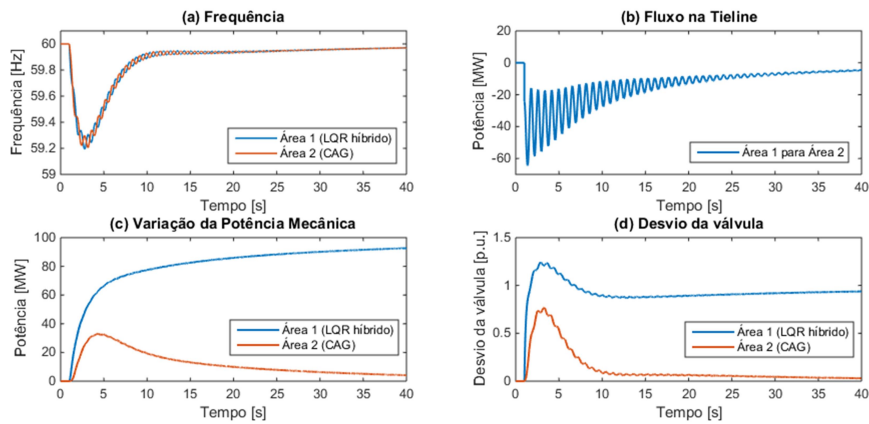 (a) Frequência
60
59.8
59.6
59.4
59.2
59
Frequência [Hz]
Área 1 (LQR híbrido)
Área 2 (CAG)
0 5 10 15 20 25 30 35 40
Tempo [s]
(b) Fluxo na Tieline
20
0
-20
-40
-60
Potência [MW]
Área 1 para Área 2
0 5 10 15 20 25 30 35 40
Tempo [s]
(c) Variação da Potência Mecânica
100
80
60
40
20
0
Potência [MW]
Área 1 (LQR híbrido)
Área 2 (CAG)
0 5 10 15 20 25 30 35 40
Tempo [s]
(d) Desvio da válvula
1.5
1
0.5
0
Desvio da válvula [p.u.]
Área 1 (LQR híbrido)
Área 2 (CAG)
0 5 10 15 20 25 30 35 40
Tempo [s]